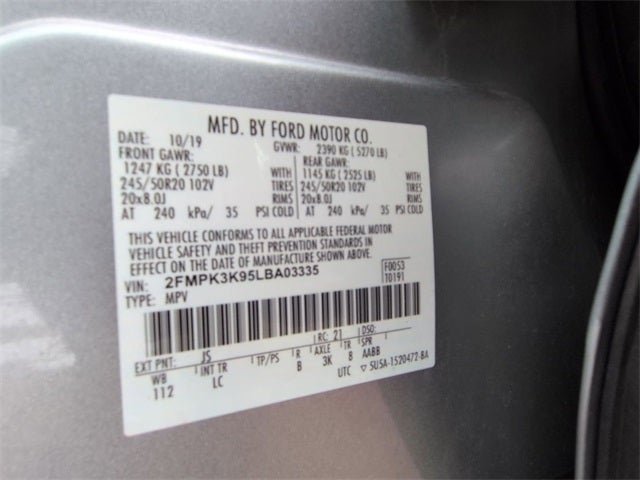 MFD. BY FORD MOTOR CO.
DATE: 10/19 GVWR: 2390 KG ( 5270 LB)
FRONT GAWR: REAR GAWR:
1247 KG ( 2750 LB) WITH 1145 KG ( 2525 LB) WITH
245/50R20 102V TIRES 245/50R20 102V TIRES
20x8.0J RIMS 20x8.0J RIMS
AT 240 kPa/ 35 PSI COLD AT 240 kPa/ 35 PSI COLD
THIS VEHICLE CONFORMS TO ALL APPLICABLE FEDERAL MOTOR
VEHICLE SAFETY AND THEFT PREVENTION STANDARDS IN
EFFECT ON THE DATE OF MANUFACTURE SHOWN ABOVE.
VIN: 2FMPK3K95LBA03335 F0053
TYPE: MPV T0191
EXT PNT: JS RC: 21 DSO:
WB INT TR TP/PS R AXLE TR SPR
112 LC B 3K 8 AABB
UTC ▽ 5U5A-1520472-BA